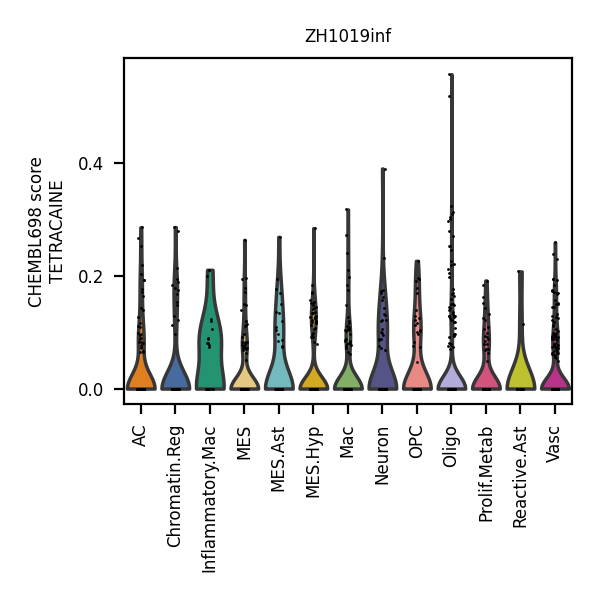 ZH1019inf
CHEMBL698 score
TETRACAINE
0.4
0.2
0.0
AC
Chromatin.Reg
Inflammatory.Mac
MES
MES.Ast
MES.Hyp
Mac
Neuron
OPC
Oligo
Prolif.Metab
Reactive.Ast
Vasc